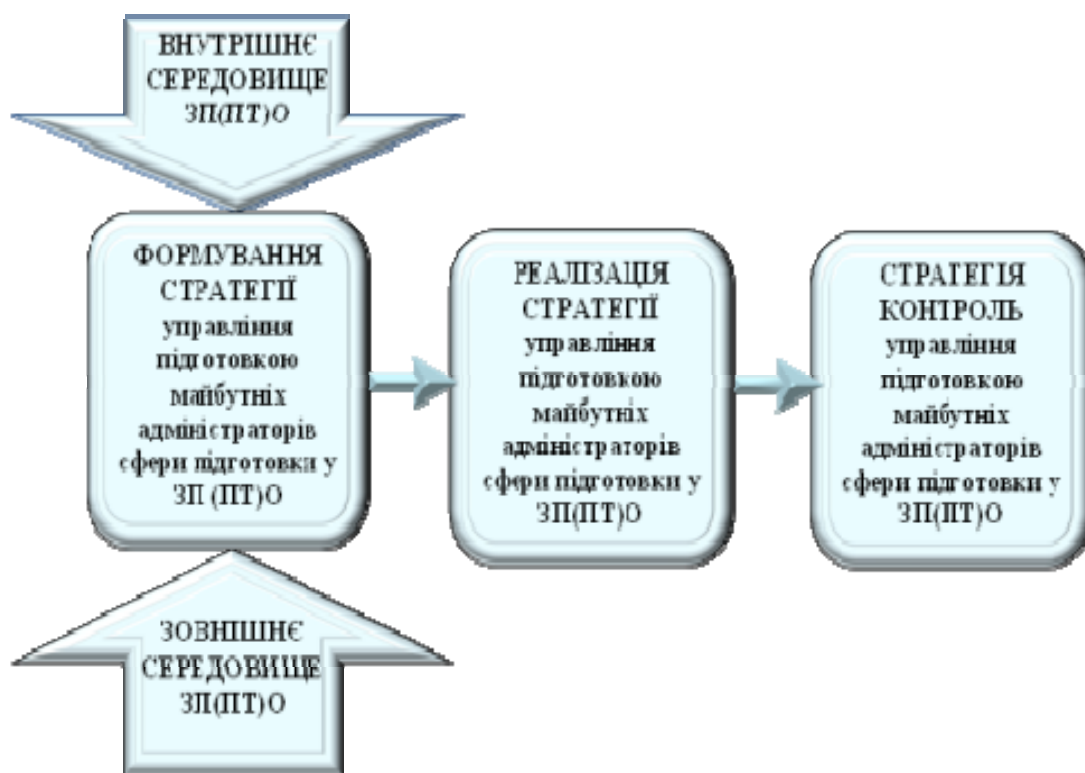 ВНУТРІШНЄ
СЕРЕДОВИЩЕ
ЗП(ПТ)О
ФОРМУВАННЯ
СТРАТЕГІЇ
управління
підготовкою
майбутніх
адміністраторів
сфери підготовки у
ЗП (ПТ)О
РЕАЛІЗАЦІЯ
СТРАТЕГІЇ
управління
підготовкою
майбутніх
адміністраторів
сфери підготовки у
ЗП(ПТ)О
СТРАТЕГІЯ
КОНТРОЛЬ
управління
підготовкою
майбутніх
адміністраторів
сфери підготовки у
ЗП(ПТ)О
ЗОВНІШНЄ
СЕРЕДОВИЩЕ
ЗП(ПТ)О